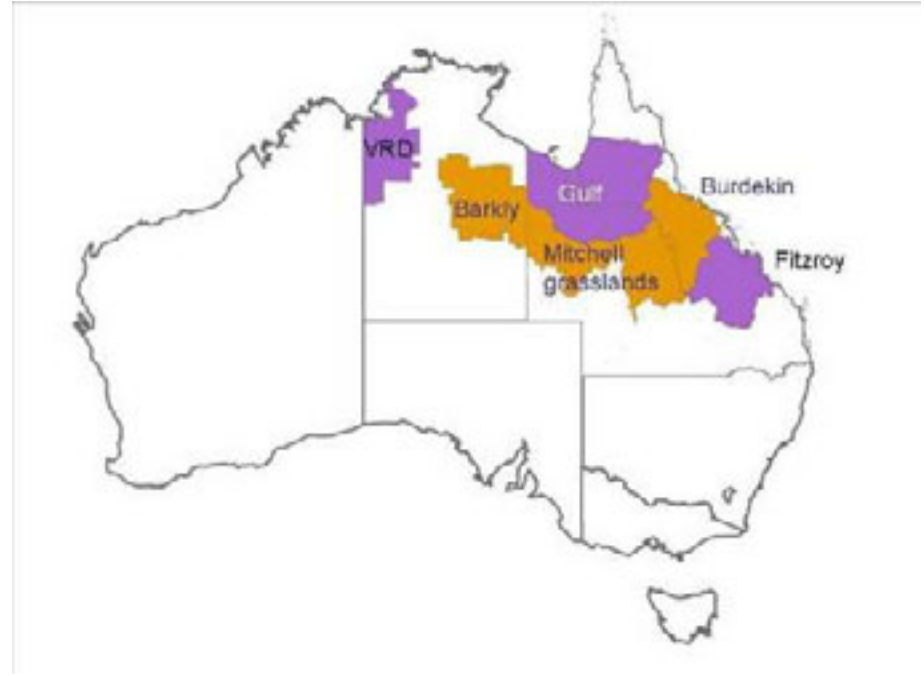 VRD
Gulf
Burdekin
Barkly
Mitchell
grasslands
Fitzroy